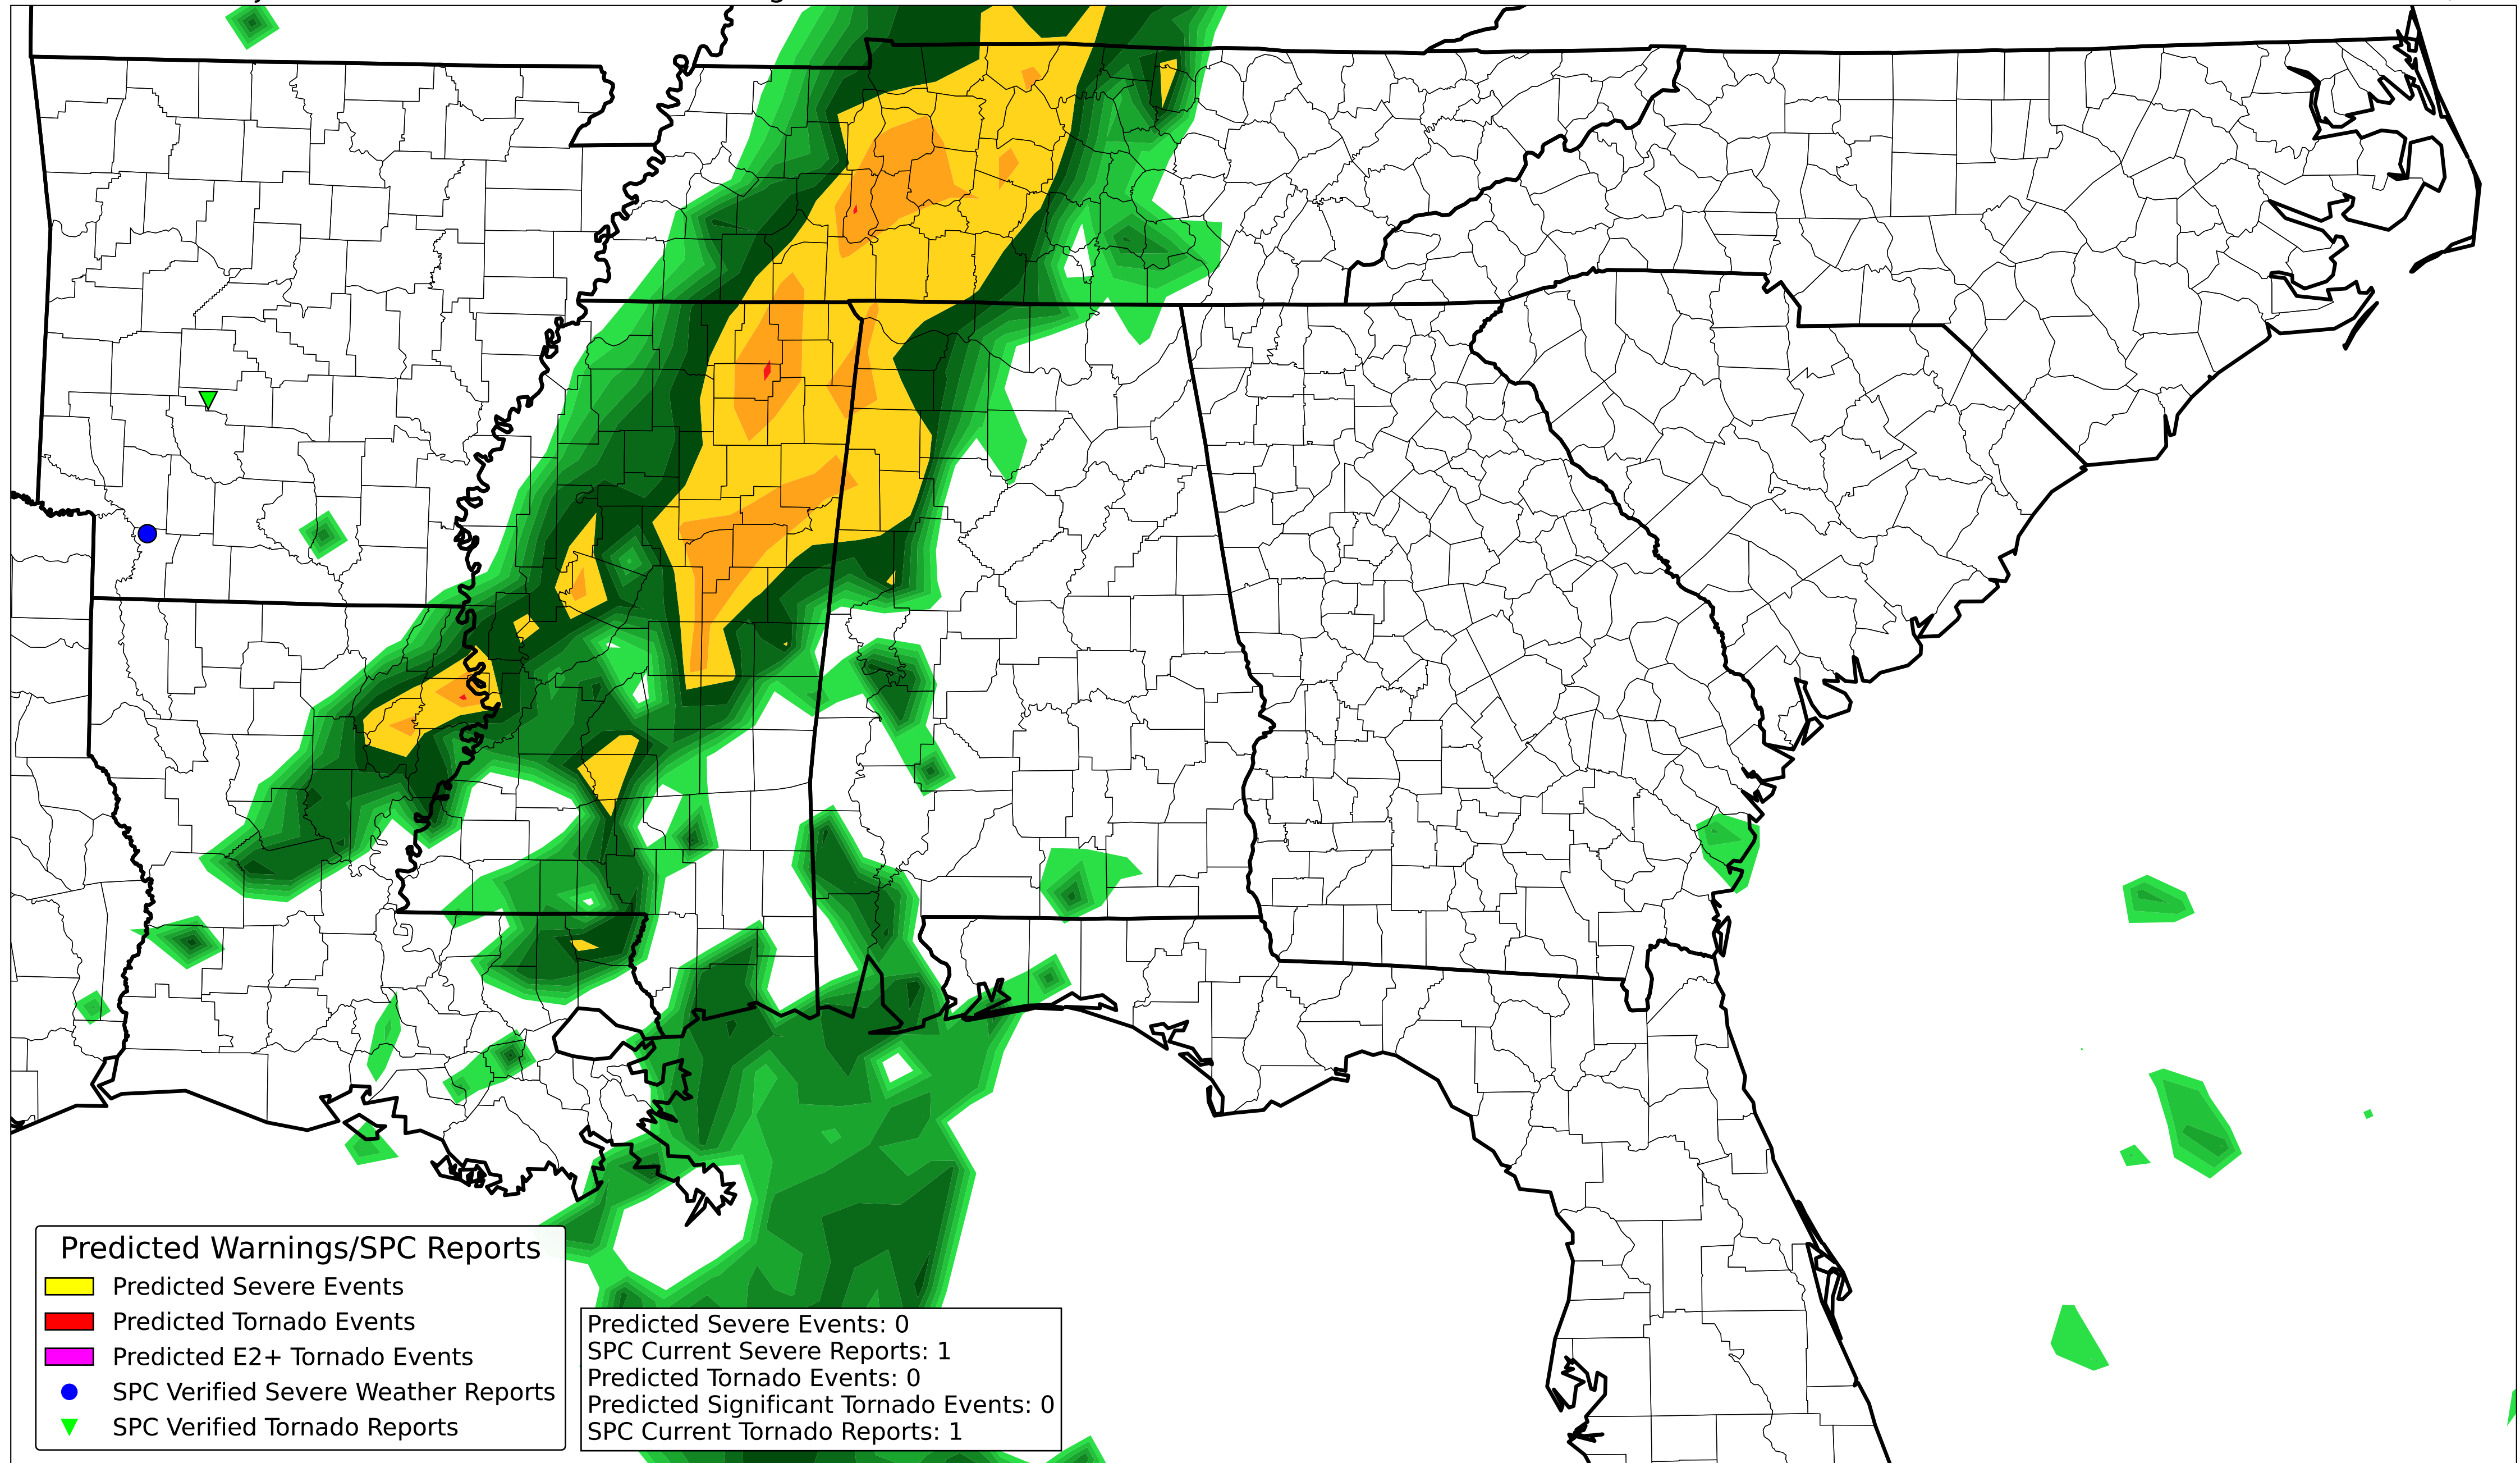 Predicted Warnings/SPC Reports
Predicted Severe Events
Predicted Tornado Events
Predicted E2+ Tornado Events
SPC Verified Severe Weather Reports
SPC Verified Tornado Reports
Predicted Severe Events: 0
SPC Current Severe Reports: 1
Predicted Tornado Events: 0
Predicted Significant Tornado Events: 0
SPC Current Tornado Reports: 1